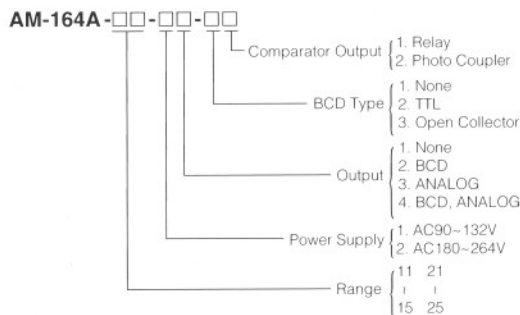 AM-164A-□□-□□-□□
Comparator Output
1. Relay
2. Photo Coupler
BCD Type
1. None
2. TTL
3. Open Collector
Output
1. None
2. BCD
3. ANALOG
4. BCD, ANALOG
Power Supply
1. AC90~132V
2. AC180~264V
Range
11 21
ı ı
15 25